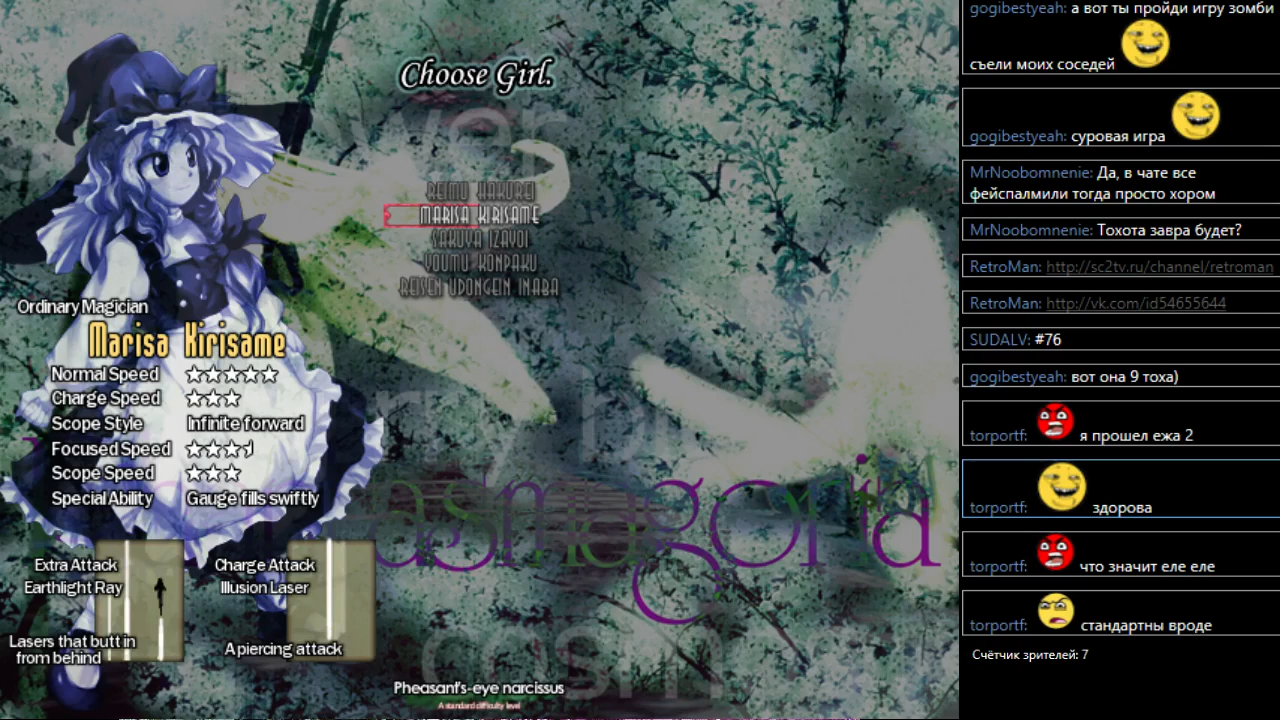 Choose Girl.
REIMU HAKUREI
MARISA KIRISAME
SAKUYA IZAYOI
YOUMU KONPAKU
REISEN UDONGEIN INABA
Ordinary Magician
Marisa Kirisame
Normal Speed ★★★★★
Charge Speed ★★★
Scope Style Infinite forward
Focused Speed ★★★
Scope Speed ★★★
Special Ability Gauge fills swiftly
Extra Attack
Earthlight Ray
Lasers that butt in
from behind
Charge Attack
Illusion Laser
A piercing attack
Pheasant's-eye narcissus
A standard difficulty level
gogibestyeah: а вот ты пройди игру зомби
съели моих соседей
gogibestyeah: суровая игра
MrNoobomnenie: Да, в чате все
фейспалмили тогда просто хором
MrNoobomnenie: Тохота завра будет?
RetroMan: http://sc2tv.ru/channel/retroman
RetroMan: http://vk.com/id54655644
SUDALV: #76
gogibestyeah: вот она 9 тоха)
torportf: я прошел ежа 2
torportf: здорова
torportf: что значит еле еле
torportf: стандартны вроде
Счётчик зрителей: 7